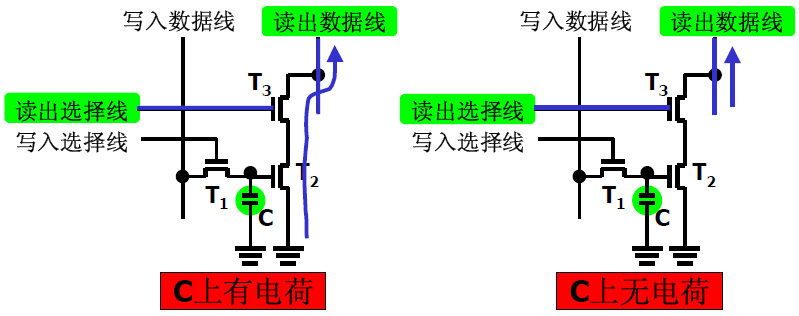 写入数据线 读出数据线
T3
读出选择线
写入选择线
T1 T2
C
C上有电荷
写入数据线 读出数据线
T3
读出选择线
写入选择线
T1 T2
C
C上无电荷